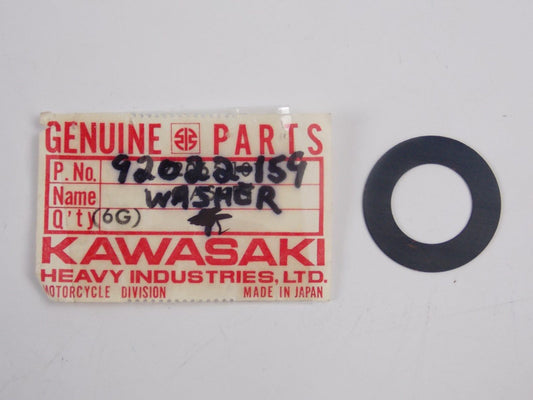 GENUINE PARTS
P. No. 92022-159
Name WASHER
Q'ty (6G)
KAWASAKI
HEAVY INDUSTRIES, LTD.
MOTORCYCLE DIVISION MADE IN JAPAN